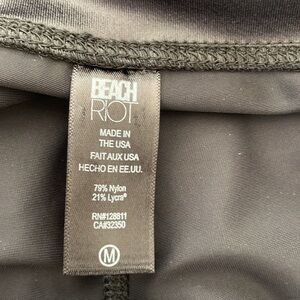 BEACH
RIOT
MADE IN
THE USA
FAIT AUX USA
HECHO EN EE.UU.
79% Nylon
21% Lycra®
RN#128811
CA#32350
M